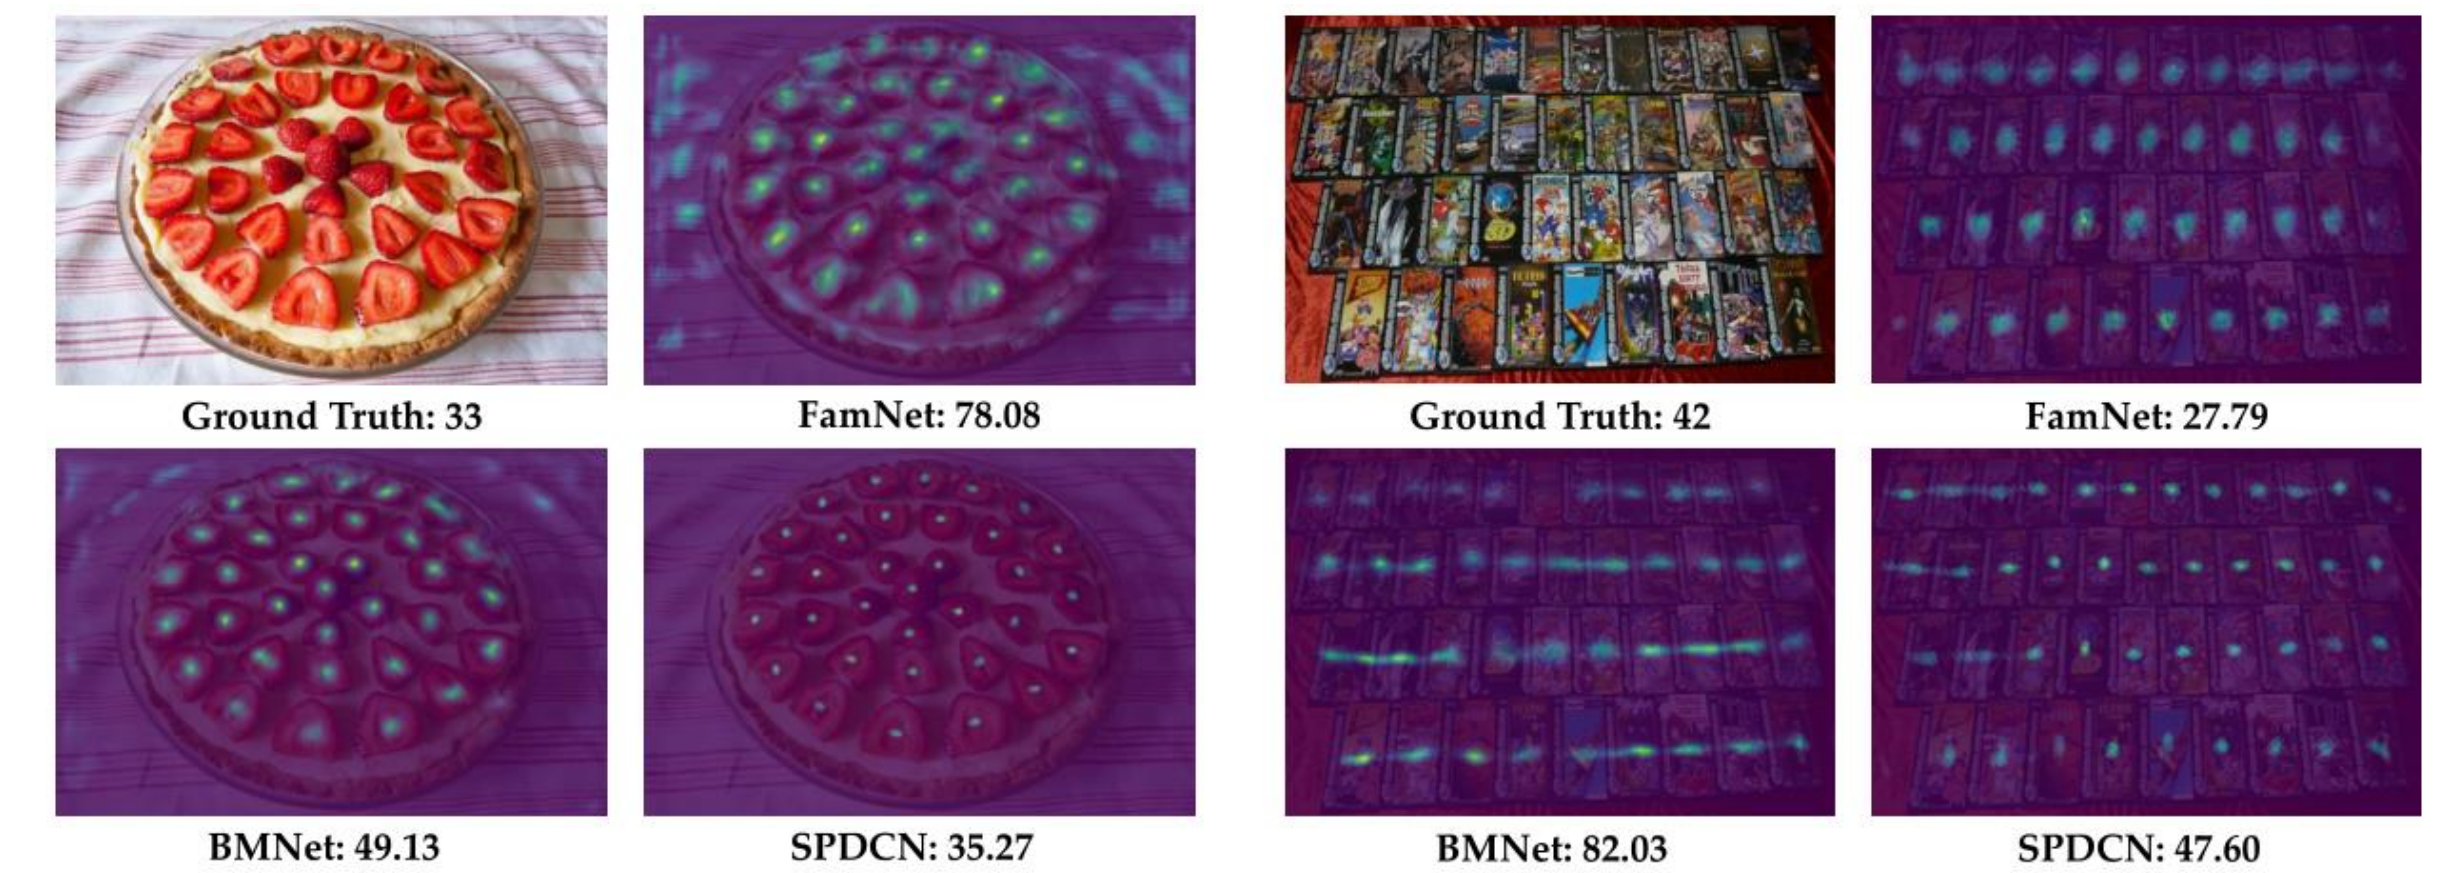 Ground Truth: 33
FamNet: 78.08
Ground Truth: 42
FamNet: 27.79
BMNet: 49.13
SPDCN: 35.27
BMNet: 82.03
SPDCN: 47.60